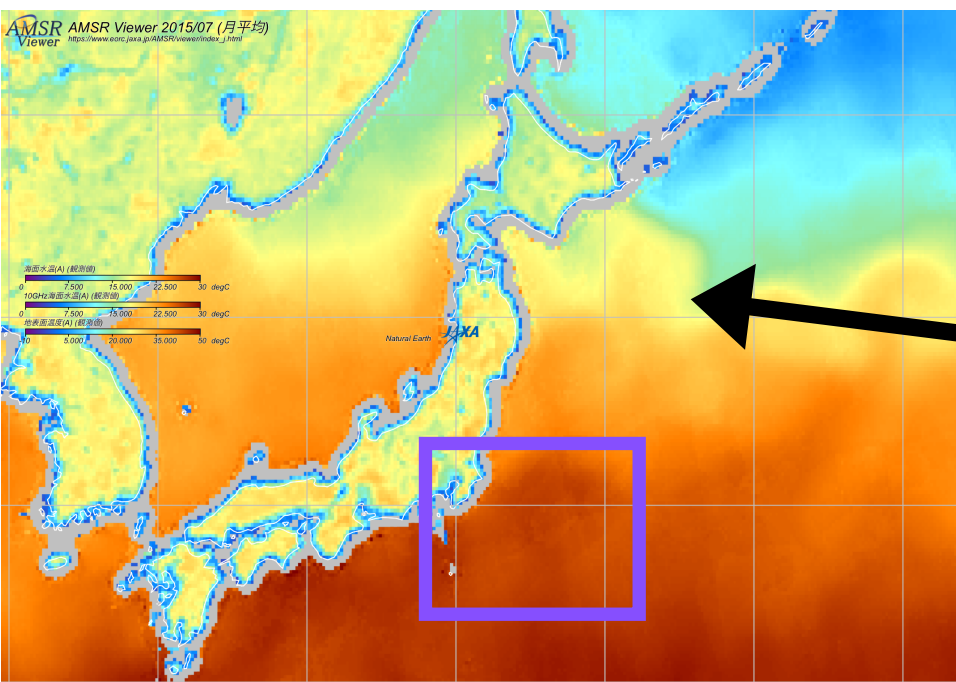 AMSR
Viewer
AMSR Viewer 2015/07 (月平均)
https://www.eorc.jaxa.jp/AMSR/viewer/index_j.html
海面水温(A) (観測値)
0 7.500 15.000 22.500 30 degC
10GHz海面水温(A) (観測値)
0 7.500 15.000 22.500 30 degC
地表面温度(A) (観測値)
-10 5.000 20.000 35.000 50 degC
Natural Earth
JAXA